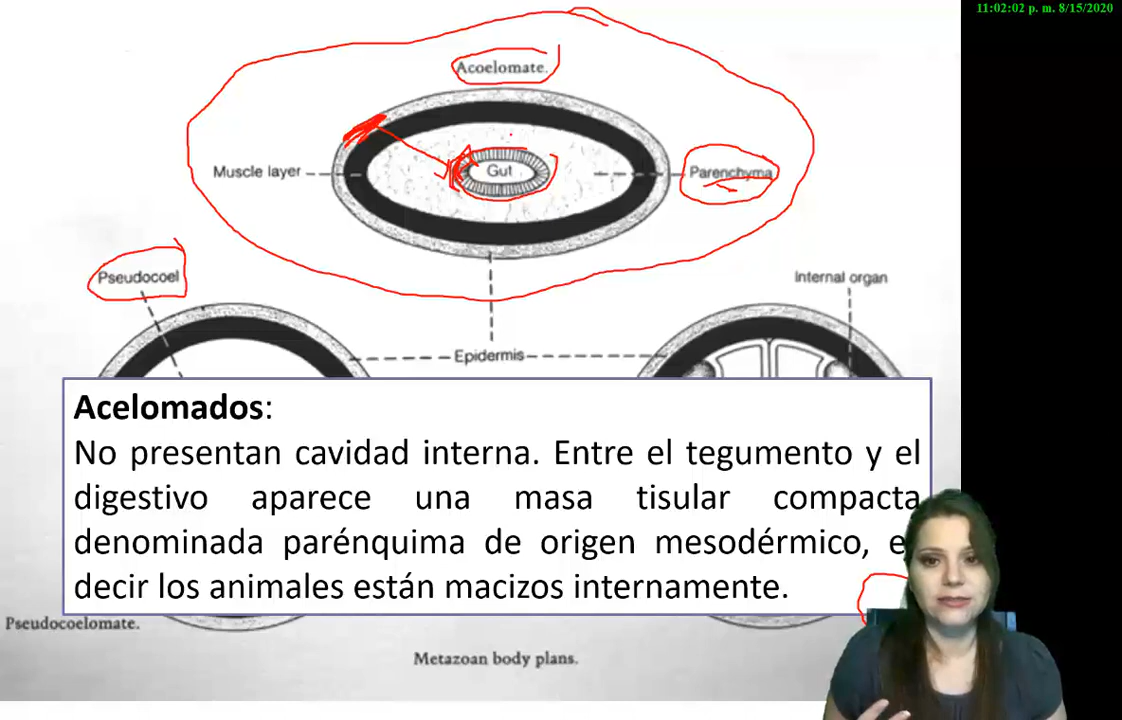 11:02:02 p. m. 8/15/2020
Acoelomate.
Muscle layer
Gut
Parenchyma
Pseudocoel
Internal organ
Epidermis
Acelomados:
No presentan cavidad interna. Entre el tegumento y el
digestivo aparece una masa tisular compacta
denominada parénquima de origen mesodérmico, e
decir los animales están macizos internamente.
Pseudocoelomate.
Metazoan body plans.